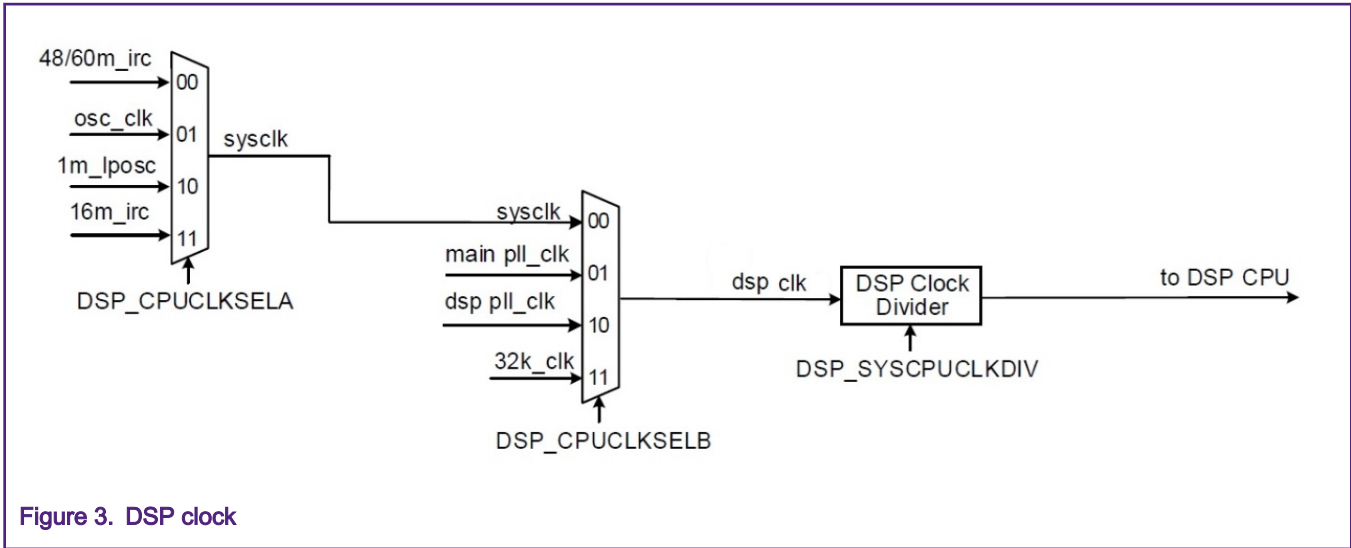 48/60m_irc
00
osc_clk
01
sysclk
1m_lposc
10
16m_irc
11
DSP_CPUCLKSELA
sysclk
00
main pll_clk
01
dsp pll_clk
10
32k_clk
11
DSP_CPUCLKSELB
dsp clk
DSP Clock
Divider
DSP_SYSCPUCLKDIV
to DSP CPU
Figure 3. DSP clock